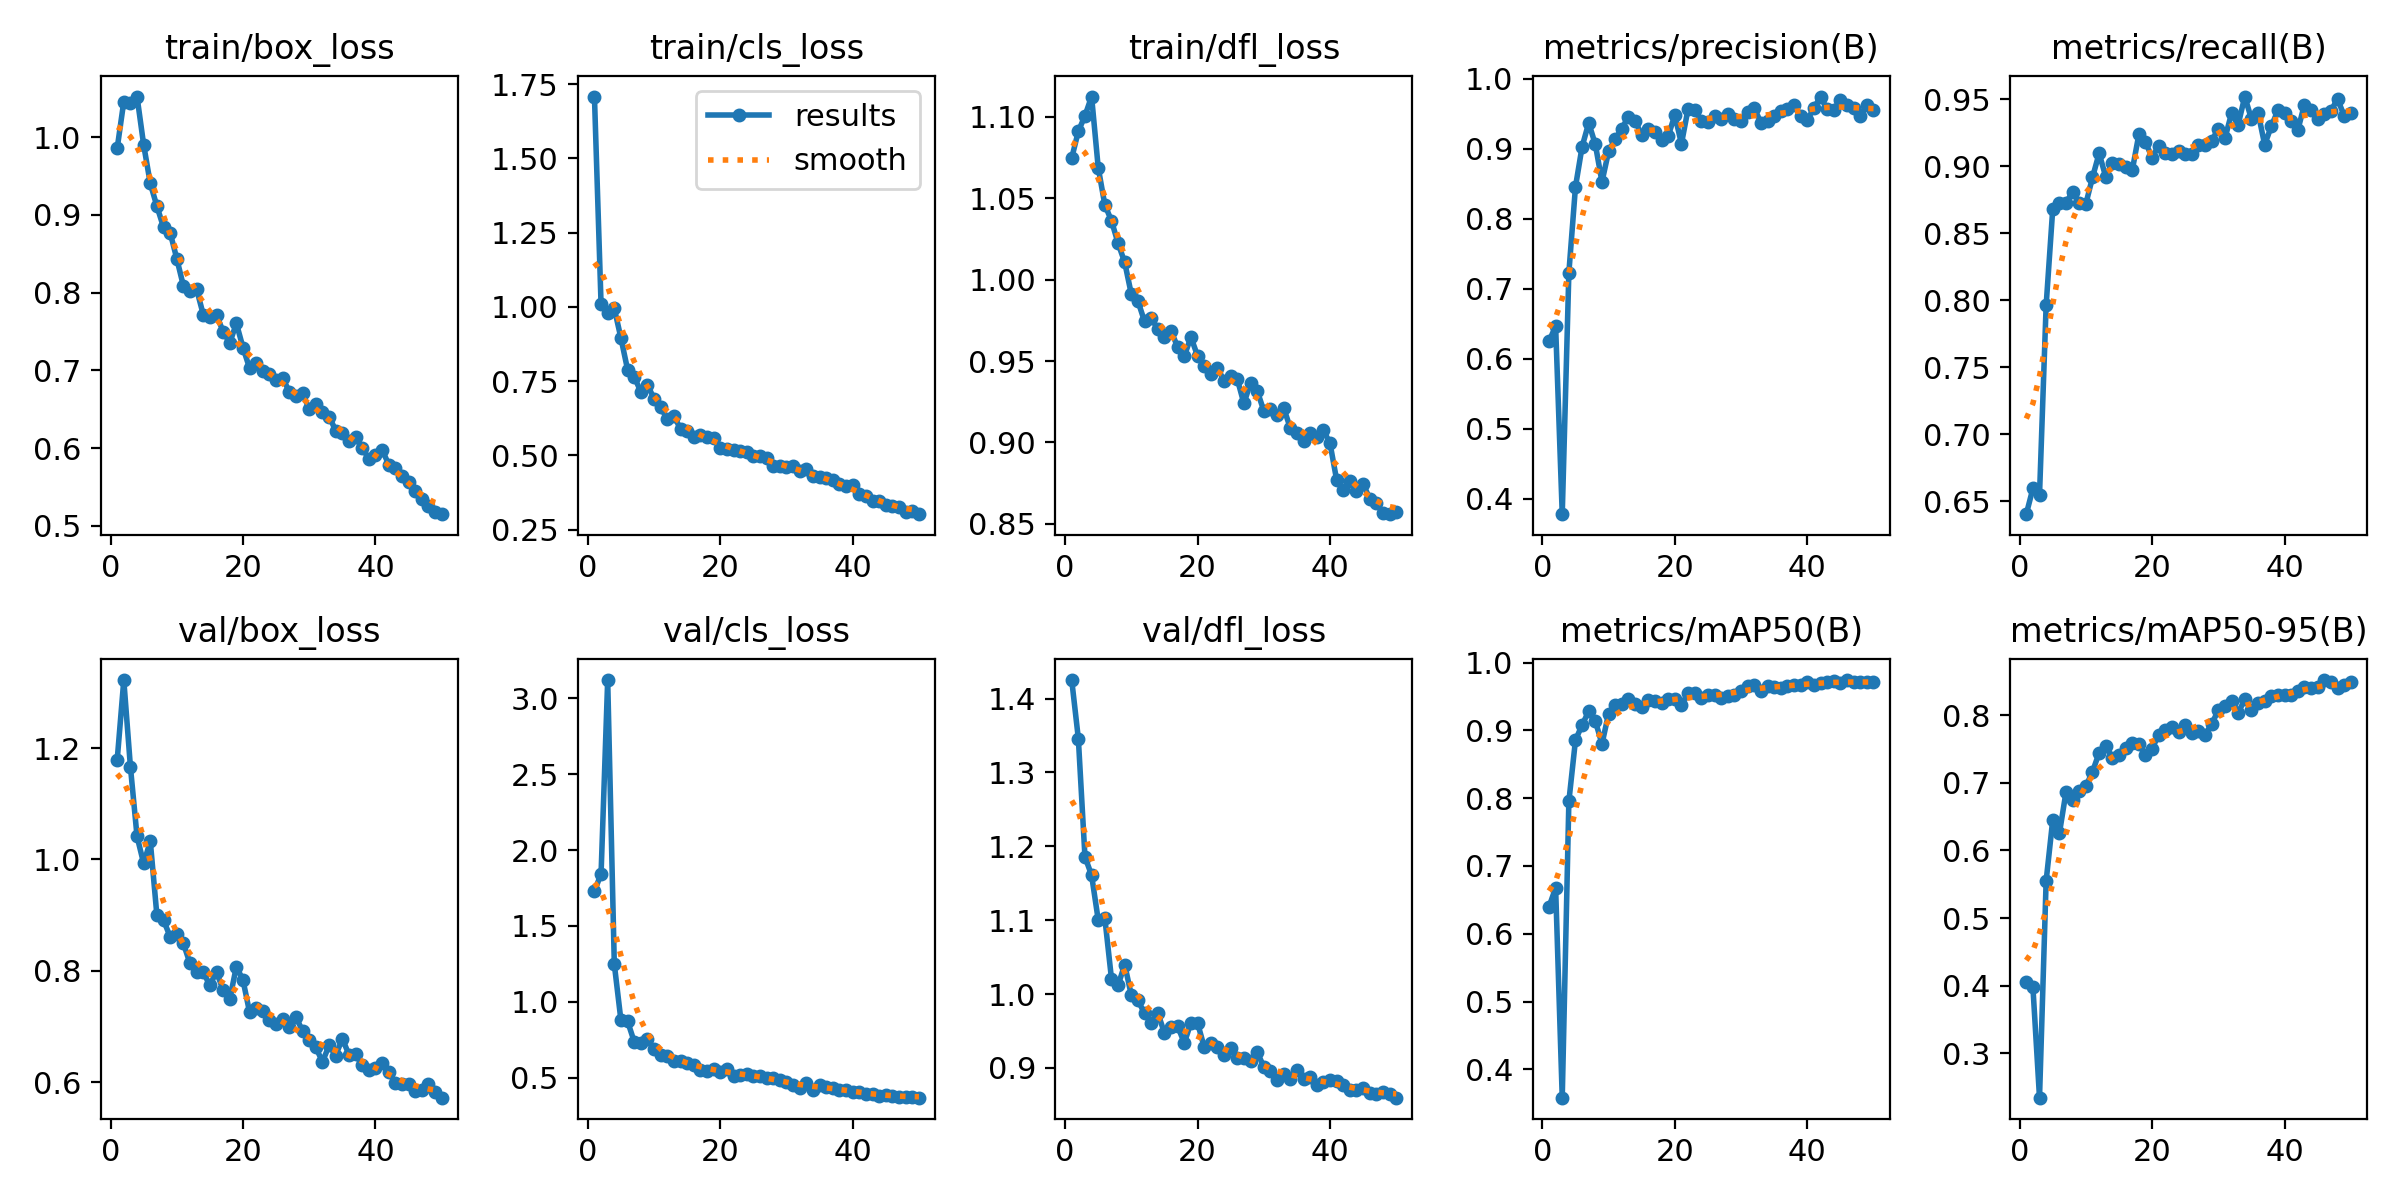 train/box_loss
train/cls_loss
train/dfl_loss
metrics/precision(B)
metrics/recall(B)
1.0
0.9
0.8
0.7
0.6
0.5
0 20 40
1.75
1.50
1.25
1.00
0.75
0.50
0.25
0 20 40
results
smooth
1.10
1.05
1.00
0.95
0.90
0.85
0 20 40
1.0
0.9
0.8
0.7
0.6
0.5
0.4
0 20 40
0.95
0.90
0.85
0.80
0.75
0.70
0.65
0 20 40
val/box_loss
val/cls_loss
val/dfl_loss
metrics/mAP50(B)
metrics/mAP50-95(B)
1.2
1.0
0.8
0.6
0 20 40
3.0
2.5
2.0
1.5
1.0
0.5
0 20 40
1.4
1.3
1.2
1.1
1.0
0.9
0 20 40
1.0
0.9
0.8
0.7
0.6
0.5
0.4
0 20 40
0.8
0.7
0.6
0.5
0.4
0.3
0 20 40